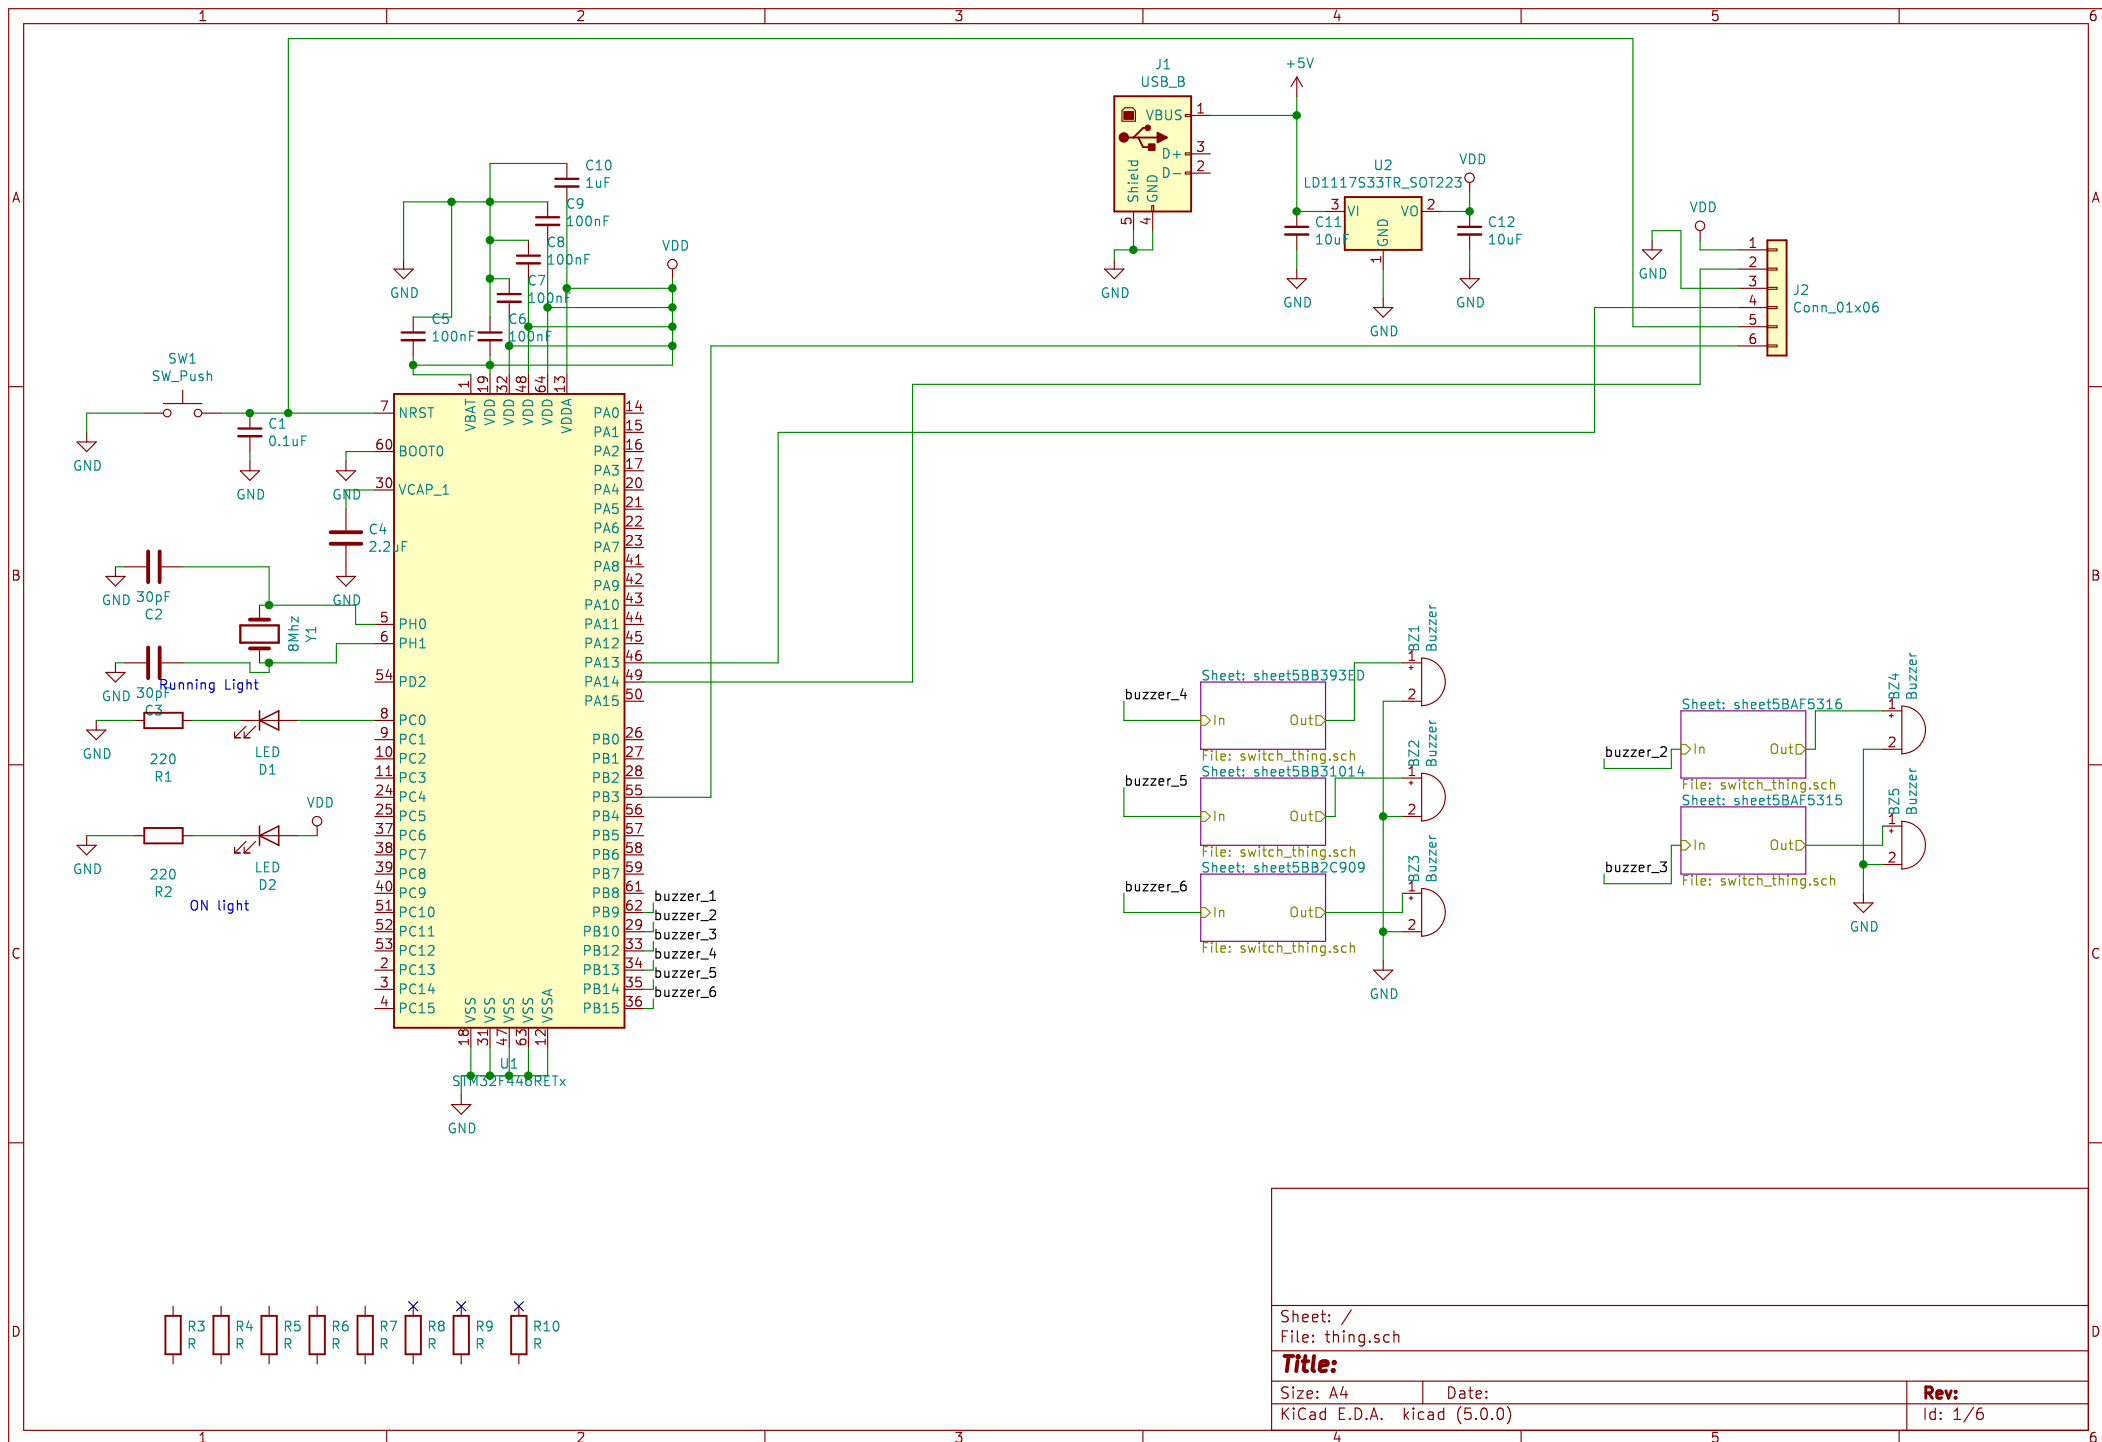 1 2 3 4 5 6
A
B
C
D
A
B
C
D
1 2 3 4 5 6
J1
USB_B
VBUS 1
D+ 3
D- 2
Shield
GND
5 4
GND
+5V
U2
LD1117S33TR_SOT223
3 VI
VO 2
GND
1
GND
VDD
C11
10uF
GND
C12
10uF
GND
VDD
GND
1
2
3
4
5
6
J2
Conn_01x06
C10
1uF
C9
100nF
C8
100nF
C7
100nF
C6
100nF
C5
100nF
GND
VDD
SW1
SW_Push
GND
C1
0.1uF
GND
GND
C4
2.2uF
GND
GND
30pF
C2
8Mhz
Y1
GND
30pF
C3
Running Light
GND
220
R1
LED
D1
GND
220
R2
LED
D2
VDD
ON light
1 VBAT
19 VDD
32 VDD
48 VDD
64 VDD
13 VDDA
7 NRST
60 BOOT0
30 VCAP_1
5 PH0
6 PH1
54 PD2
8 PC0
9 PC1
10 PC2
11 PC3
24 PC4
25 PC5
37 PC6
38 PC7
39 PC8
40 PC9
51 PC10
52 PC11
53 PC12
2 PC13
3 PC14
4 PC15
PA0 14
PA1 15
PA2 16
PA3 17
PA4 20
PA5 21
PA6 22
PA7 23
PA8 41
PA9 42
PA10 43
PA11 44
PA12 45
PA13 46
PA14 49
PA15 50
PB0 26
PB1 27
PB2 28
PB3 55
PB4 56
PB5 57
PB6 58
PB7 59
PB8 61
PB9 62
PB10 29
PB12 33
PB13 34
PB14 35
PB15 36
buzzer_1
buzzer_2
buzzer_3
buzzer_4
buzzer_5
buzzer_6
VSS 18
VSS 31
VSS 47
VSS 63
VSSA 12
U1
STM32F446RETx
GND
Sheet: sheet5BB393ED
buzzer_4
In
Out
File: switch_thing.sch
BZ1
Buzzer
1
+
2
Sheet: sheet5BB31014
buzzer_5
In
Out
File: switch_thing.sch
BZ2
Buzzer
1
+
2
Sheet: sheet5BB2C909
buzzer_6
In
Out
File: switch_thing.sch
BZ3
Buzzer
1
+
2
GND
Sheet: sheet5BAF5316
buzzer_2
In
Out
File: switch_thing.sch
BZ4
Buzzer
1
+
2
Sheet: sheet5BAF5315
buzzer_3
In
Out
File: switch_thing.sch
BZ5
Buzzer
1
+
2
GND
R3
R
R4
R
R5
R
R6
R
R7
R
R8
R
R9
R
R10
R
Sheet: /
File: thing.sch
Title:
Size: A4
Date:
Rev:
KiCad E.D.A. kicad (5.0.0)
Id: 1/6